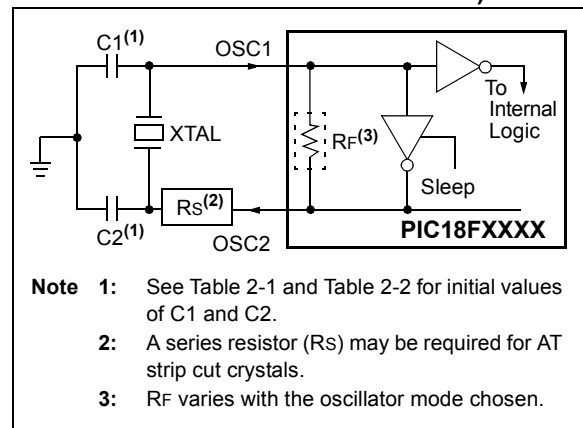 C1(1)
OSC1
To
Internal
Logic
XTAL
RF(3)
Sleep
RS(2)
C2(1)
OSC2
PIC18FXXXX
Note 1: See Table 2-1 and Table 2-2 for initial values
of C1 and C2.
2: A series resistor (RS) may be required for AT
strip cut crystals.
3: RF varies with the oscillator mode chosen.